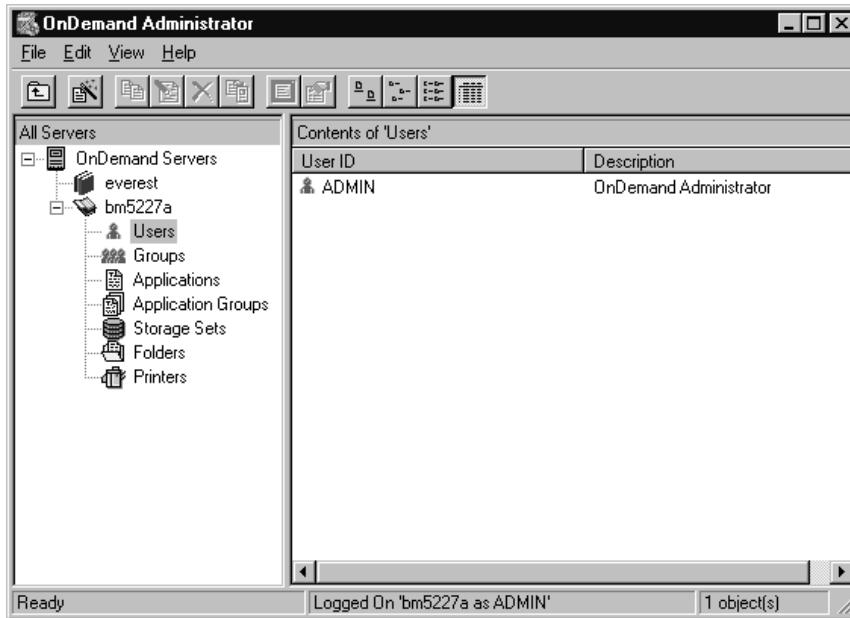 OnDemand Administrator
File Edit View Help
All Servers
Contents of 'Users'
OnDemand Servers
everest
bm5227a
Users
Groups
Applications
Application Groups
Storage Sets
Folders
Printers
User ID Description
ADMIN OnDemand Administrator
Ready Logged On 'bm5227a as ADMIN' 1 object(s)